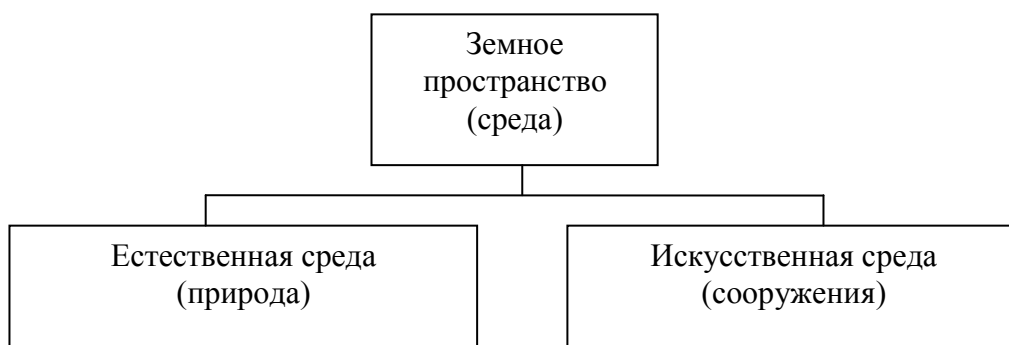 Земное
пространство
(среда)
Естественная среда
(природа)
Искусственная среда
(сооружения)